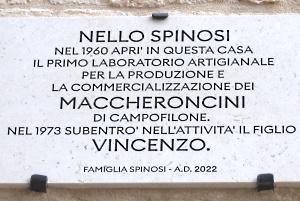 NELLO SPINOSI
NEL 1960 APRI' IN QUESTA CASA
IL PRIMO LABORATORIO ARTIGIANALE
PER LA PRODUZIONE E
LA COMMERCIALIZZAZIONE DEI
MACCHERONCINI
DI CAMPOFILONE.
NEL 1973 SUBENTRO' NELL'ATTIVITA' IL FIGLIO
VINCENZO.
FAMIGLIA SPINOSI - A.D. 2022